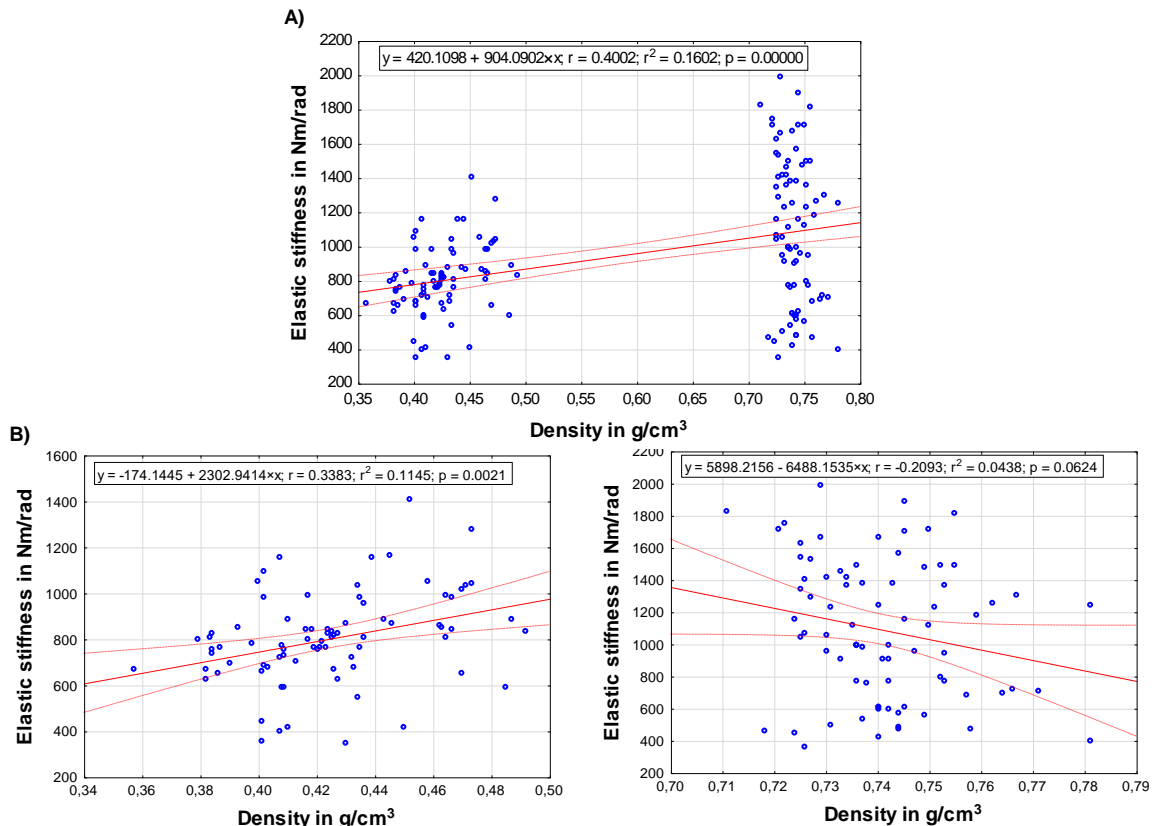 A)
y = 420.1098 + 904.0902×x; r = 0.4002; r² = 0.1602; p = 0.00000
Elastic stiffness in Nm/rad
2200
2000
1800
1600
1400
1200
1000
800
600
400
200
0,35 0,40 0,45 0,50 0,55 0,60 0,65 0,70 0,75 0,80
Density in g/cm³
B)
y = -174.1445 + 2302.9414×x; r = 0.3383; r² = 0.1145; p = 0.0021
Elastic stiffness in Nm/rad
1600
1400
1200
1000
800
600
400
200
0,34 0,36 0,38 0,40 0,42 0,44 0,46 0,48 0,50
Density in g/cm³
y = 5898.2156 - 6488.1535*x; r = -0.2093; r² = 0.0438; p = 0.0624
Elastic stiffness in Nm/rad
2200
2000
1800
1600
1400
1200
1000
800
600
400
200
0,70 0,71 0,72 0,73 0,74 0,75 0,76 0,77 0,78 0,79
Density in g/cm³